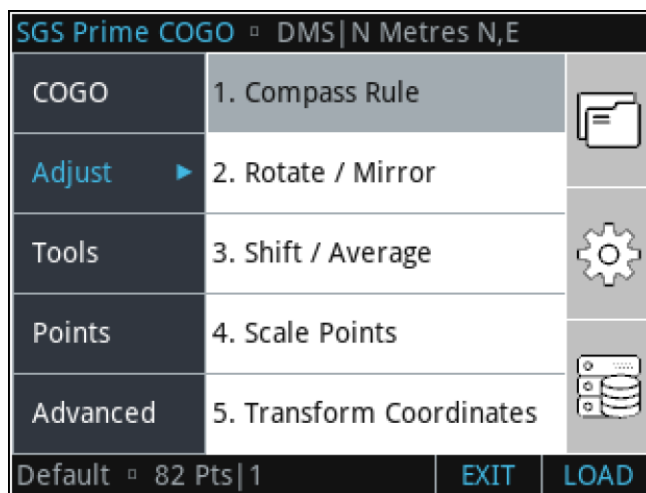 SGS Prime COGO ▫ DMS|N Metres N,E
COGO
Adjust ▶
Tools
Points
Advanced
1. Compass Rule
2. Rotate / Mirror
3. Shift / Average
4. Scale Points
5. Transform Coordinates
Default ▫ 82 Pts|1
EXIT
LOAD